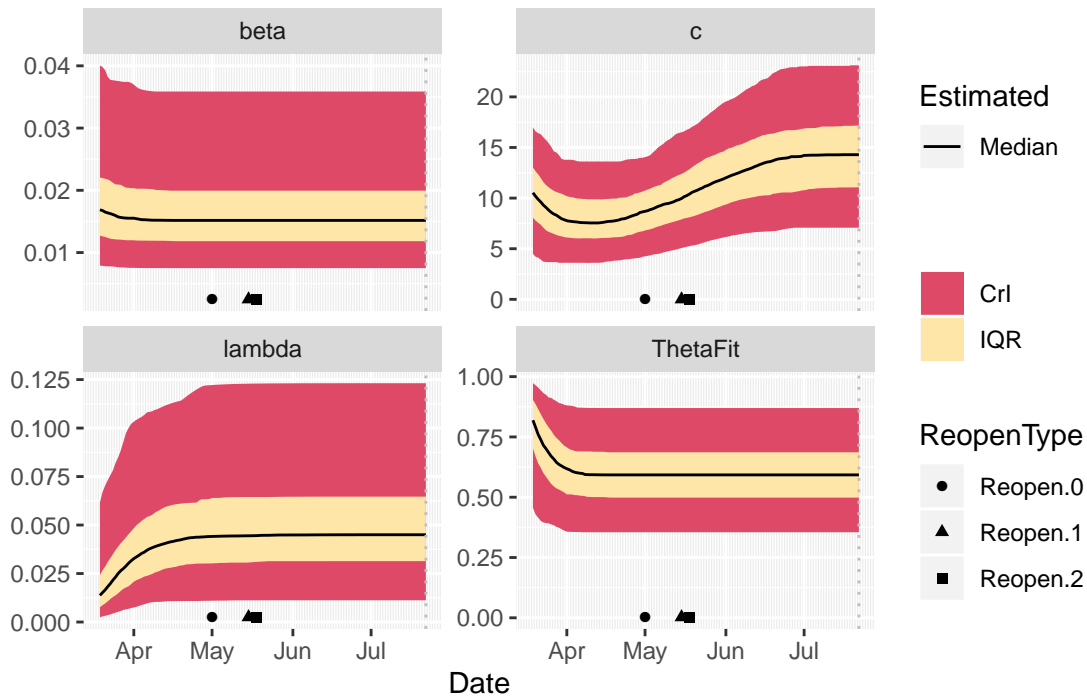 beta
c
0.04
0.03
0.02
0.01
20
15
10
5
0
lambda
ThetaFit
0.125
0.100
0.075
0.050
0.025
0.000
1.00
0.75
0.50
0.25
0.00
Apr May Jun Jul
Apr May Jun Jul
Date
Estimated
Median
CrI
IQR
ReopenType
Reopen.0
Reopen.1
Reopen.2